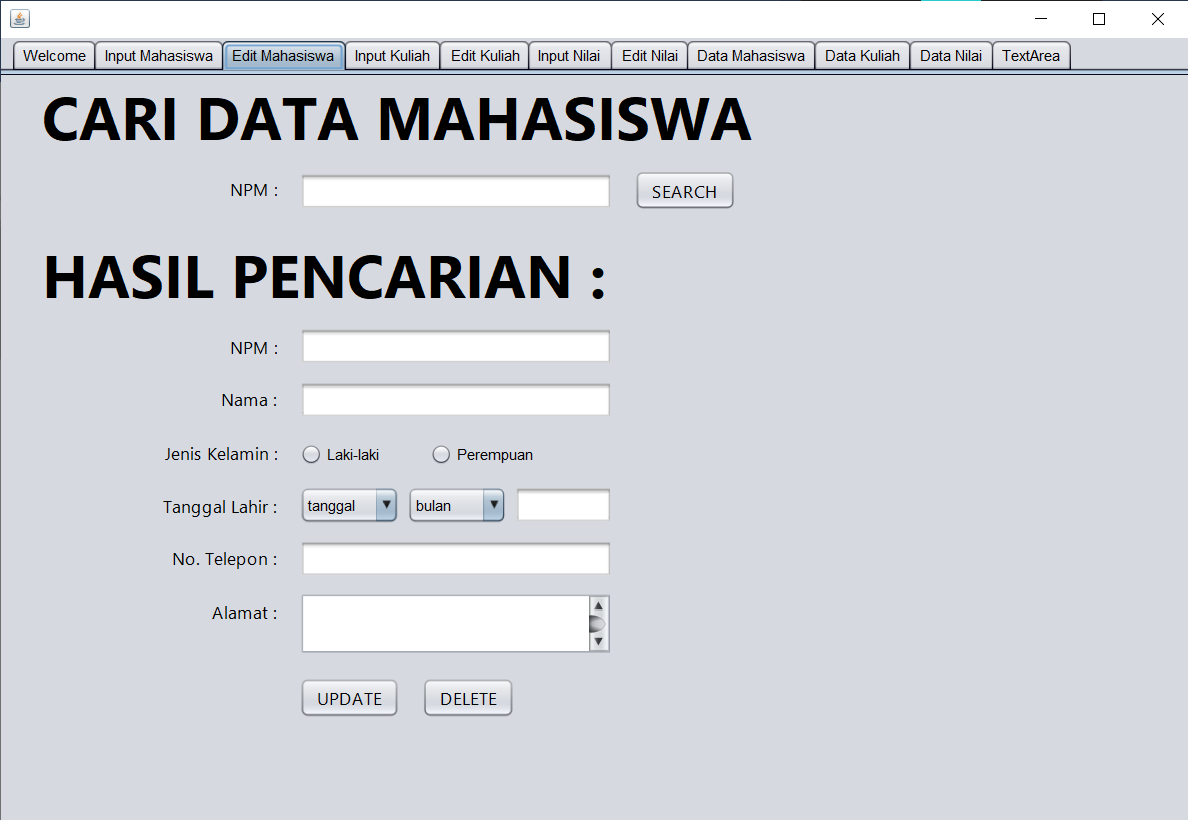 Welcome Input Mahasiswa Edit Mahasiswa Input Kuliah Edit Kuliah Input Nilai Edit Nilai Data Mahasiswa Data Kuliah Data Nilai TextArea
CARI DATA MAHASISWA
NPM : SEARCH
HASIL PENCARIAN :
NPM :
Nama :
Jenis Kelamin : Laki-laki Perempuan
Tanggal Lahir : tanggal bulan
No. Telepon :
Alamat :
UPDATE DELETE